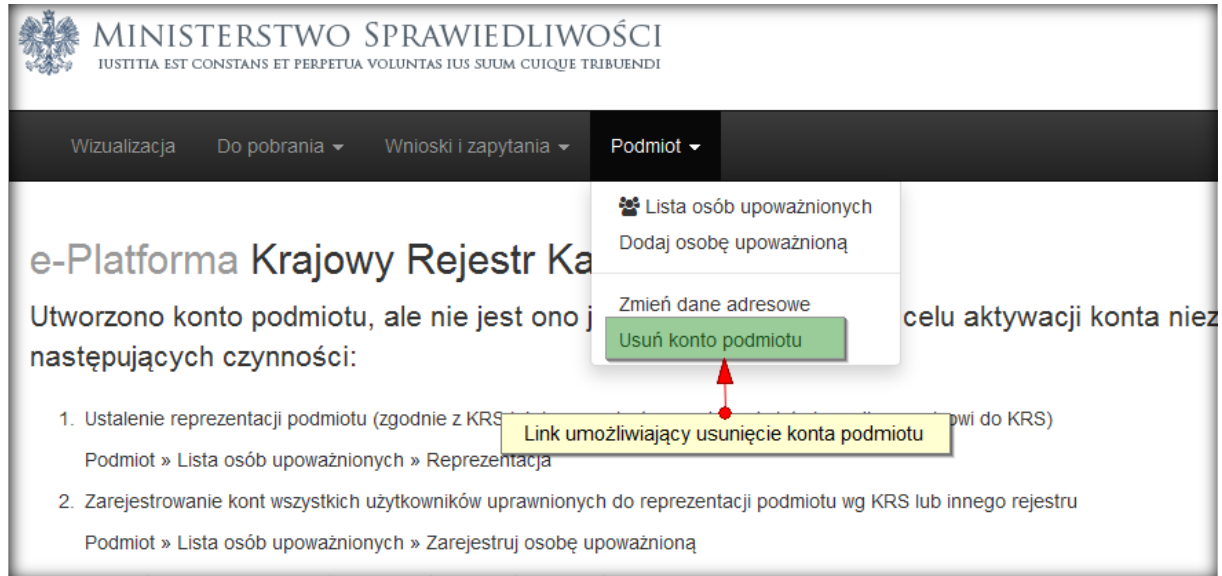 MINISTERSTWO SPRAWIEDLIWOŚCI
IUSTITIA EST CONSTANS ET PERPETUA VOLUNTAS IUS SUUM CUIQUE TRIBUENDI
Wizualizacja Do pobrania Wnioski i zapytania Podmiot
Lista osób upoważnionych
Dodaj osobę upoważnioną
Zmień dane adresowe
Usuń konto podmiotu
e-Platforma Krajowy Rejestr Ka
Utworzono konto podmiotu, ale nie jest ono j celu aktywacji konta niez
następujących czynności:
1. Ustalenie reprezentacji podmiotu (zgodnie z KRS do KRS)
Link umożliwiający usunięcie konta podmiotu
Podmiot » Lista osób upoważnionych » Reprezentacja
2. Zarejestrowanie kont wszystkich użytkowników uprawnionych do reprezentacji podmiotu wg KRS lub innego rejestru
Podmiot » Lista osób upoważnionych » Zarejestruj osobę upoważnioną